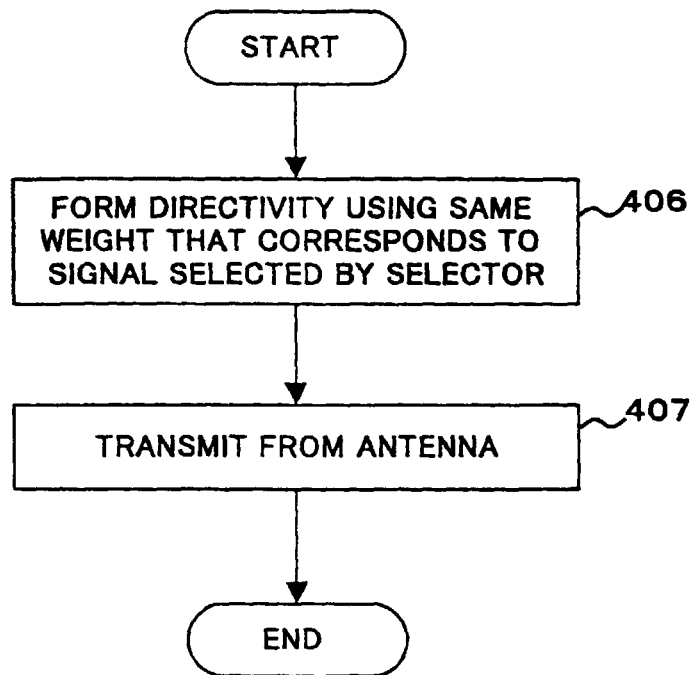 START
FORM DIRECTIVITY USING SAME
WEIGHT THAT CORRESPONDS TO
SIGNAL SELECTED BY SELECTOR
406
TRANSMIT FROM ANTENNA
407
END